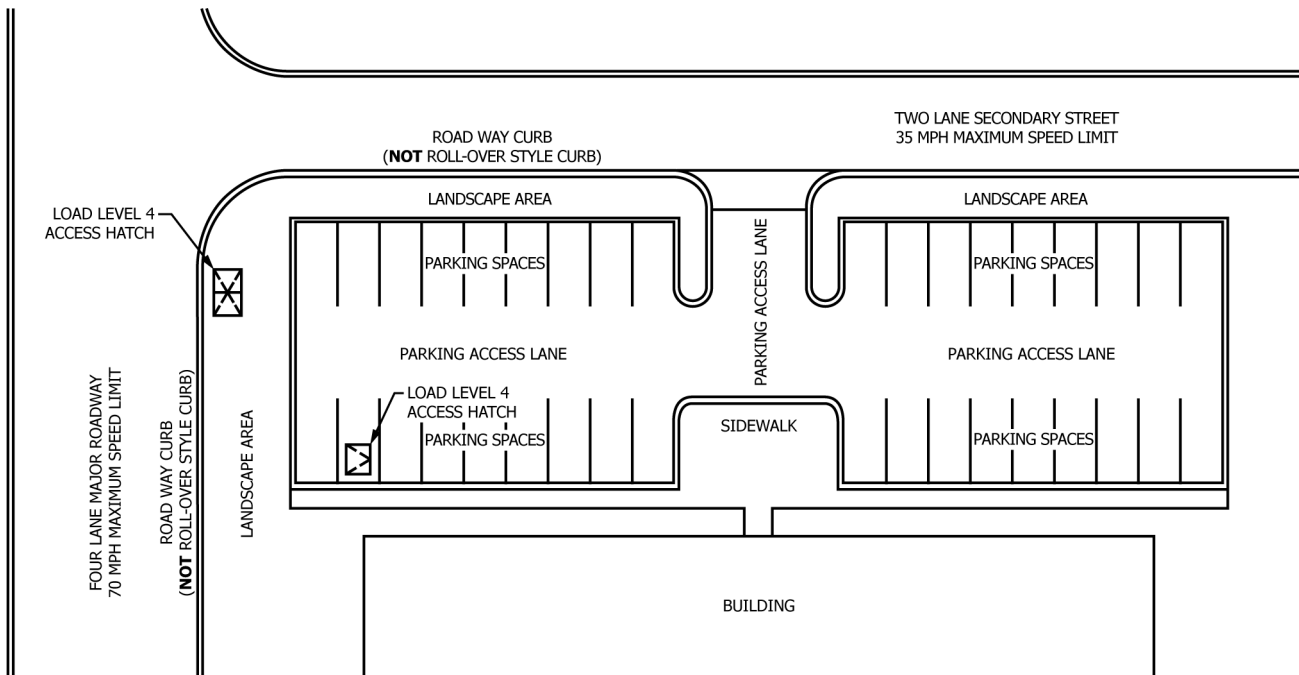 TWO LANE SECONDARY STREET
35 MPH MAXIMUM SPEED LIMIT
ROAD WAY CURB
(NOT ROLL-OVER STYLE CURB)
LANDSCAPE AREA
LANDSCAPE AREA
LOAD LEVEL 4
ACCESS HATCH
PARKING SPACES
PARKING ACCESS LANE
PARKING SPACES
PARKING ACCESS LANE
PARKING ACCESS LANE
LOAD LEVEL 4
ACCESS HATCH
PARKING SPACES
SIDEWALK
PARKING SPACES
FOUR LANE MAJOR ROADWAY
70 MPH MAXIMUM SPEED LIMIT
ROAD WAY CURB
(NOT ROLL-OVER STYLE CURB)
LANDSCAPE AREA
BUILDING